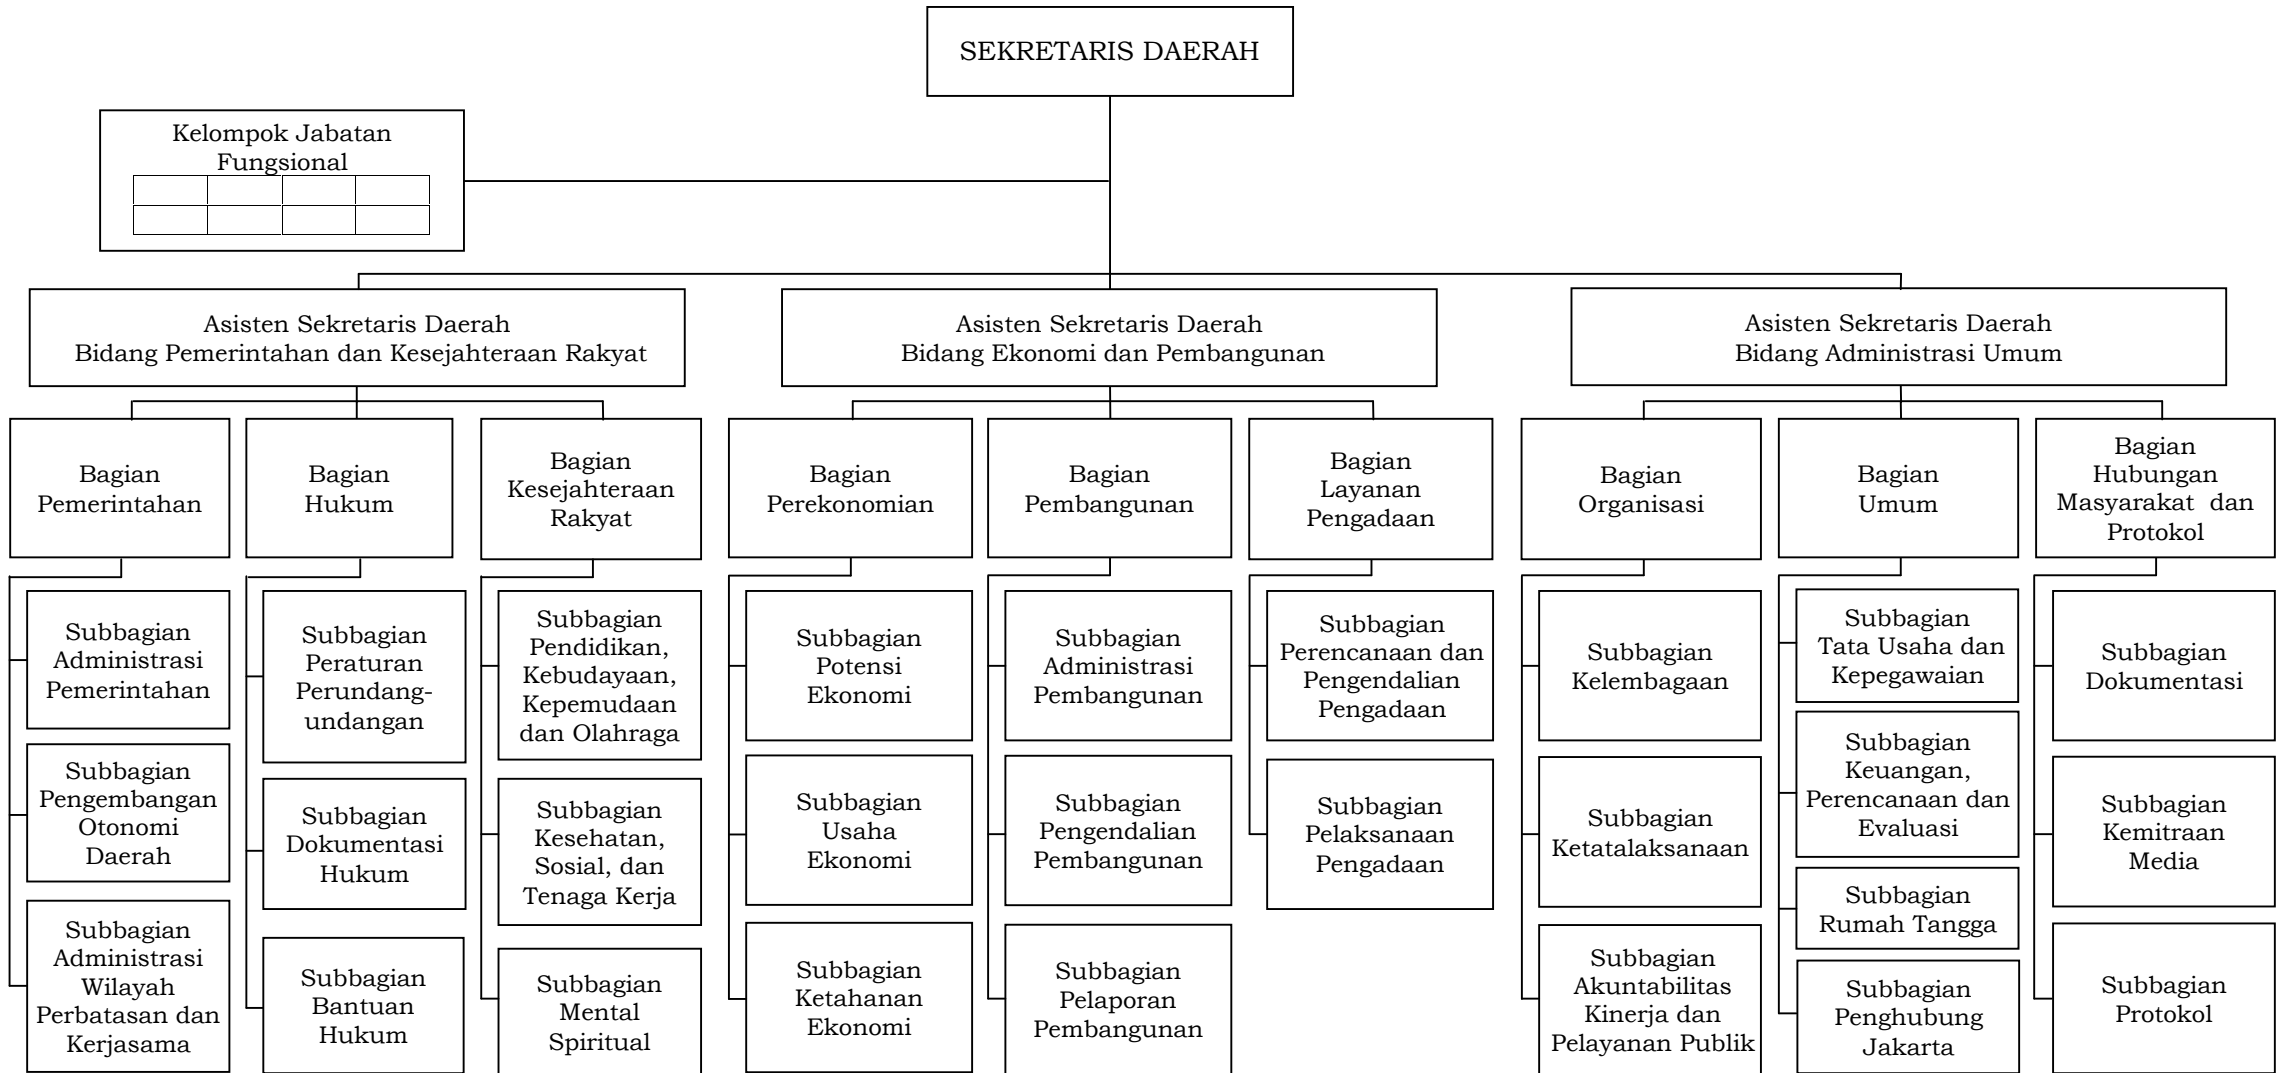 SEKRETARIS DAERAH
Kelompok Jabatan
Fungsional
Asisten Sekretaris Daerah
Bidang Pemerintahan dan Kesejahteraan Rakyat
Asisten Sekretaris Daerah
Bidang Ekonomi dan Pembangunan
Asisten Sekretaris Daerah
Bidang Administrasi Umum
Bagian
Pemerintahan
Bagian
Hukum
Bagian
Kesejahteraan
Rakyat
Bagian
Perekonomian
Bagian
Pembangunan
Bagian
Layanan
Pengadaan
Bagian
Organisasi
Bagian
Umum
Bagian
Hubungan
Masyarakat dan
Protokol
Subbagian
Administrasi
Pemerintahan
Subbagian
Pengembangan
Otonomi
Daerah
Subbagian
Administrasi
Wilayah
Perbatasan dan
Kerjasama
Subbagian
Peraturan
Perundang-
undangan
Subbagian
Dokumentasi
Hukum
Subbagian
Bantuan
Hukum
Subbagian
Pendidikan,
Kebudayaan,
Kepemudaan
dan Olahraga
Subbagian
Kesehatan,
Sosial, dan
Tenaga Kerja
Subbagian
Mental
Spiritual
Subbagian
Potensi
Ekonomi
Subbagian
Usaha
Ekonomi
Subbagian
Ketahanan
Ekonomi
Subbagian
Administrasi
Pembangunan
Subbagian
Pengendalian
Pembangunan
Subbagian
Pelaporan
Pembangunan
Subbagian
Perencanaan dan
Pengendalian
Pengadaan
Subbagian
Pelaksanaan
Pengadaan
Subbagian
Kelembagaan
Subbagian
Ketatalaksanaan
Subbagian
Akuntabilitas
Kinerja dan
Pelayanan Publik
Subbagian
Tata Usaha dan
Kepegawaian
Subbagian
Keuangan,
Perencanaan dan
Evaluasi
Subbagian
Rumah Tangga
Subbagian
Penghubung
Jakarta
Subbagian
Dokumentasi
Subbagian
Kemitraan
Media
Subbagian
Protokol